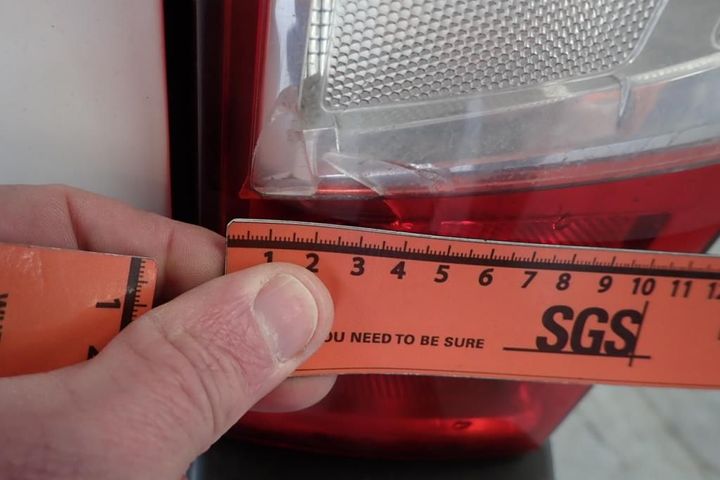 1 2 3 4 5 6 7 8 9 10 11
OU NEED TO BE SURE
SGS
1